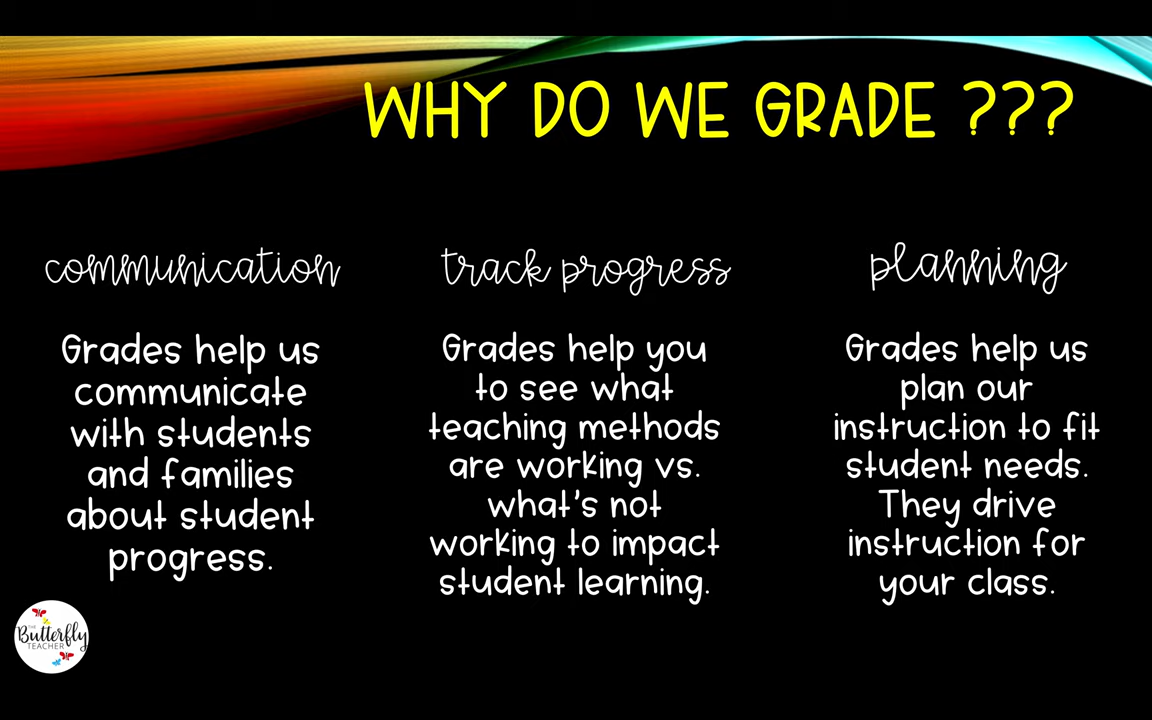 WHY DO WE GRADE ???
communication
Grades help us
communicate
with students
and families
about student
progress.
track progress
Grades help you
to see what
teaching methods
are working vs.
what's not
working to impact
student learning.
planning
Grades help us
plan our
instruction to fit
student needs.
They drive
instruction for
your class.
THE
Butterfly
TEACHER